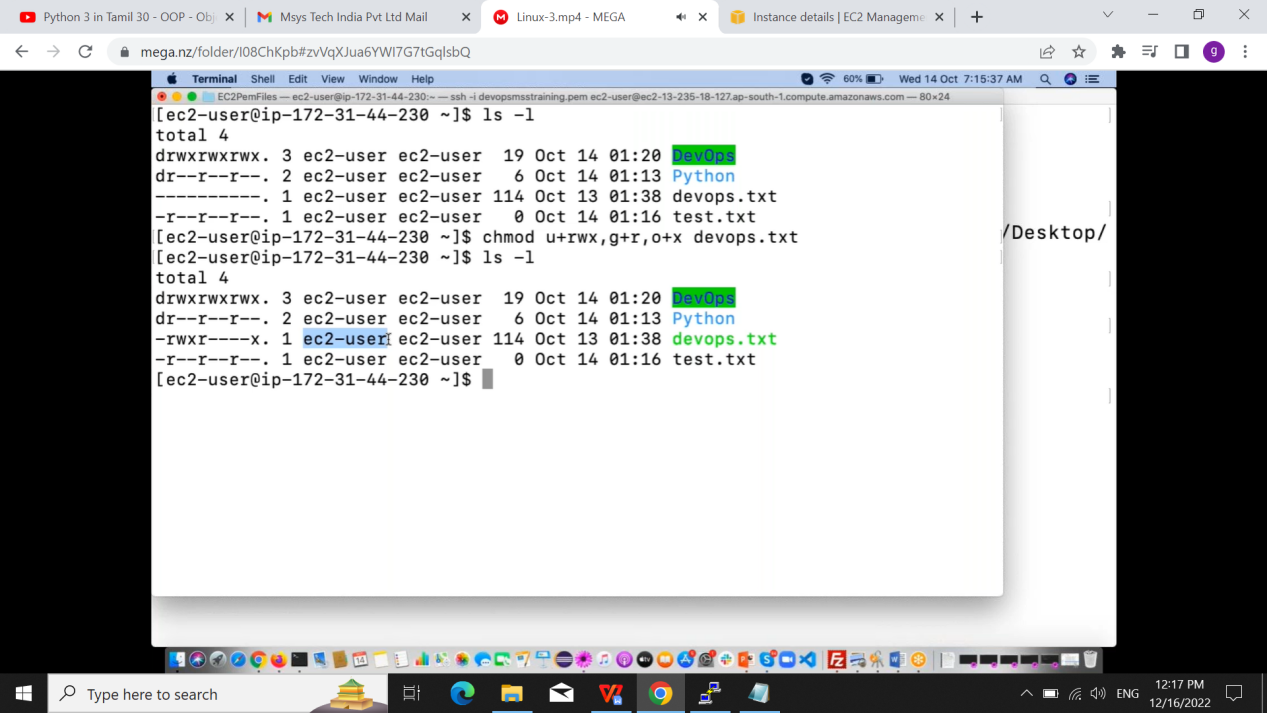 Python 3 in Tamil 30 - OOP - Obj
Msys Tech India Pvt Ltd Mail
Linux-3.mp4 - MEGA
Instance details | EC2 Manageme
mega.nz/folder/I08ChKpb#zvVqXJua6YWI7G7tGqlsbQ
g
Terminal Shell Edit View Window Help
60% Wed 14 Oct 7:15:37 AM
EC2PemFiles — ec2-user@ip-172-31-44-230:~ — ssh -i devopsmsstraining.pem ec2-user@ec2-13-235-18-127.ap-south-1.compute.amazonaws.com — 80×24
[ec2-user@ip-172-31-44-230 ~]$ ls -l
total 4
drwxrwxrwx. 3 ec2-user ec2-user 19 Oct 14 01:20 DevOps
dr--r--r--. 2 ec2-user ec2-user 6 Oct 14 01:13 Python
----------. 1 ec2-user ec2-user 114 Oct 13 01:38 devops.txt
-r--r--r--. 1 ec2-user ec2-user 0 Oct 14 01:16 test.txt
[ec2-user@ip-172-31-44-230 ~]$ chmod u+rwx,g+r,o+x devops.txt
/Desktop/
[ec2-user@ip-172-31-44-230 ~]$ ls -l
total 4
drwxrwxrwx. 3 ec2-user ec2-user 19 Oct 14 01:20 DevOps
dr--r--r--. 2 ec2-user ec2-user 6 Oct 14 01:13 Python
-rwxr----x. 1 ec2-user ec2-user 114 Oct 13 01:38 devops.txt
-r--r--r--. 1 ec2-user ec2-user 0 Oct 14 01:16 test.txt
[ec2-user@ip-172-31-44-230 ~]$
Type here to search
ENG
12:17 PM
12/16/2022